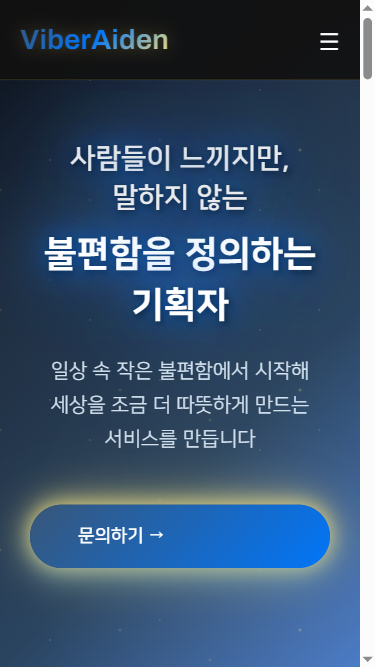 ViberAiden
☰
사람들이 느끼지만,
말하지 않는
불편함을 정의하는
기획자
일상 속 작은 불편함에서 시작해
세상을 조금 더 따뜻하게 만드는
서비스를 만듭니다
문의하기 →